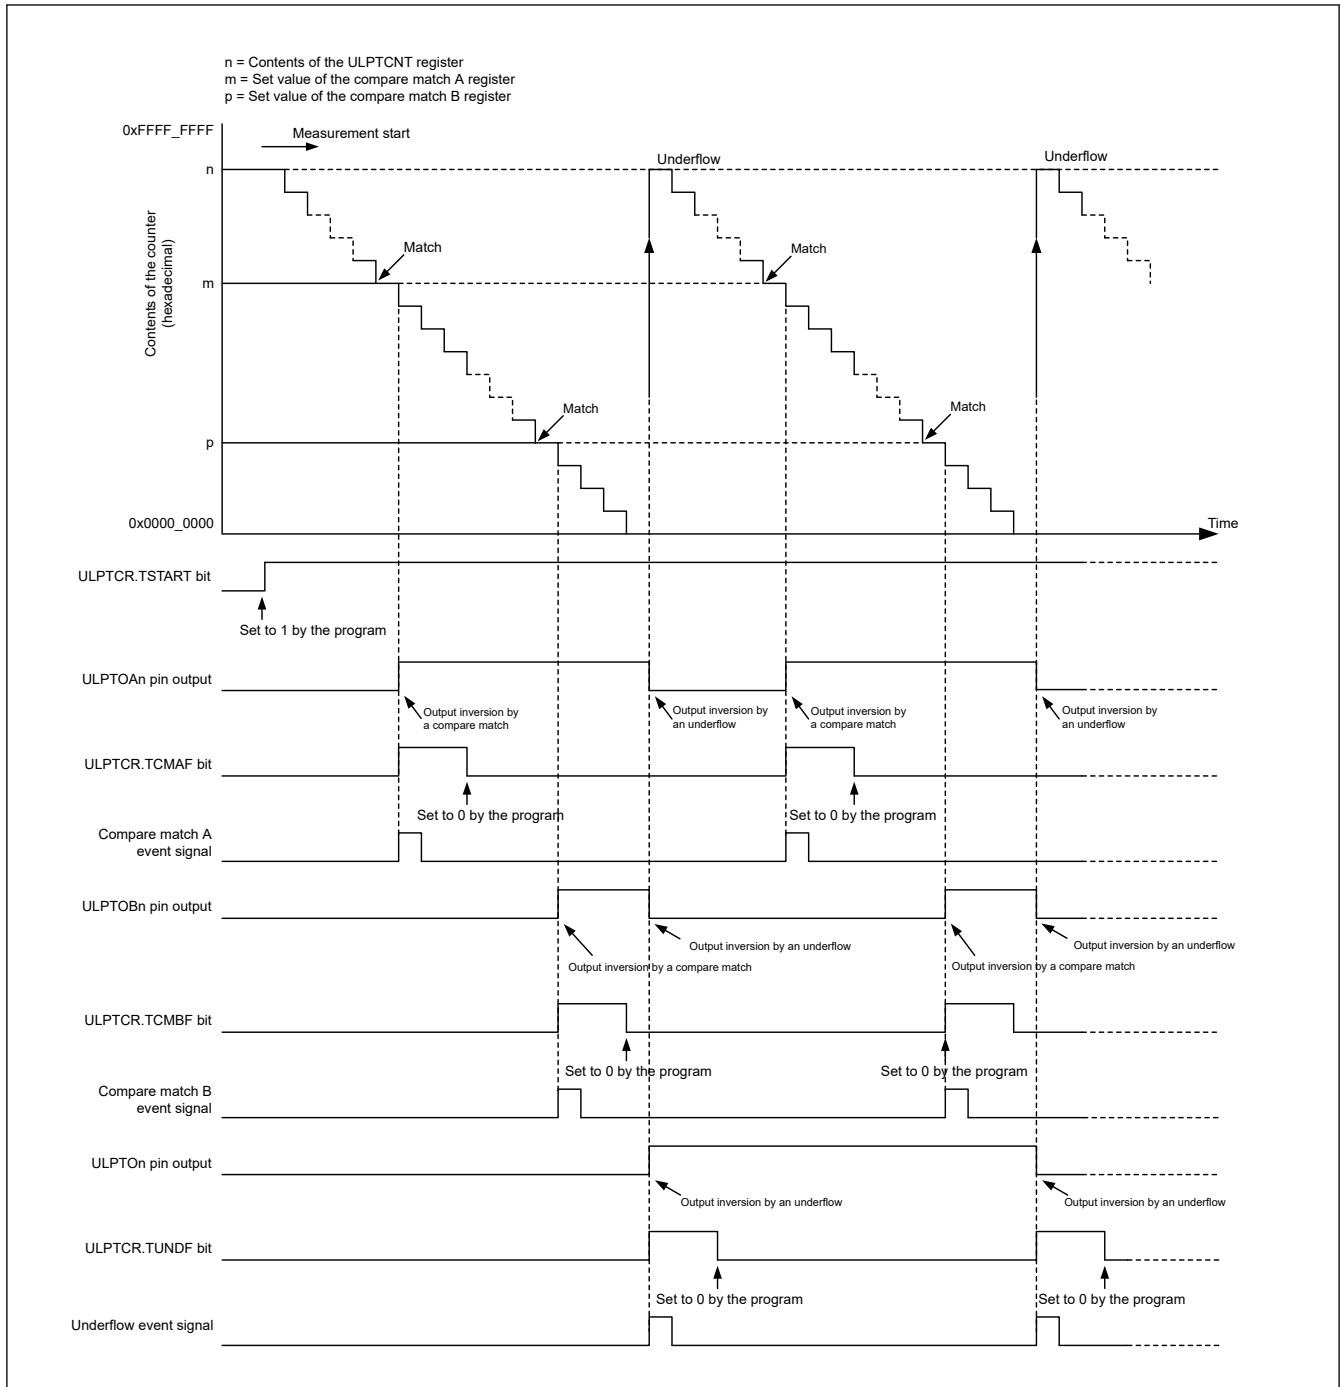 n = Contents of the ULPTCNT register
m = Set value of the compare match A register
p = Set value of the compare match B register
0xFFFF_FFFF
Measurement start
n
Underflow
Underflow
Contents of the counter
(hexadecimal)
Match
Match
m
Match
Match
p
0x0000_0000
Time
ULPTCR.TSTART bit
Set to 1 by the program
ULPTOAn pin output
Output inversion by
a compare match
Output inversion by
an underflow
Output inversion by
a compare match
Output inversion by
an underflow
ULPTCR.TCMAF bit
Set to 0 by the program
Set to 0 by the program
Compare match A
event signal
ULPTOBn pin output
Output inversion by an underflow
Output inversion by an underflow
Output inversion by a compare match
Output inversion by a compare match
ULPTCR.TCMBF bit
Set to 0 by the program
Set to 0 by the program
Compare match B
event signal
ULPTOn pin output
Output inversion by an underflow
Output inversion by an underflow
ULPTCR.TUNDF bit
Set to 0 by the program
Set to 0 by the program
Underflow event signal